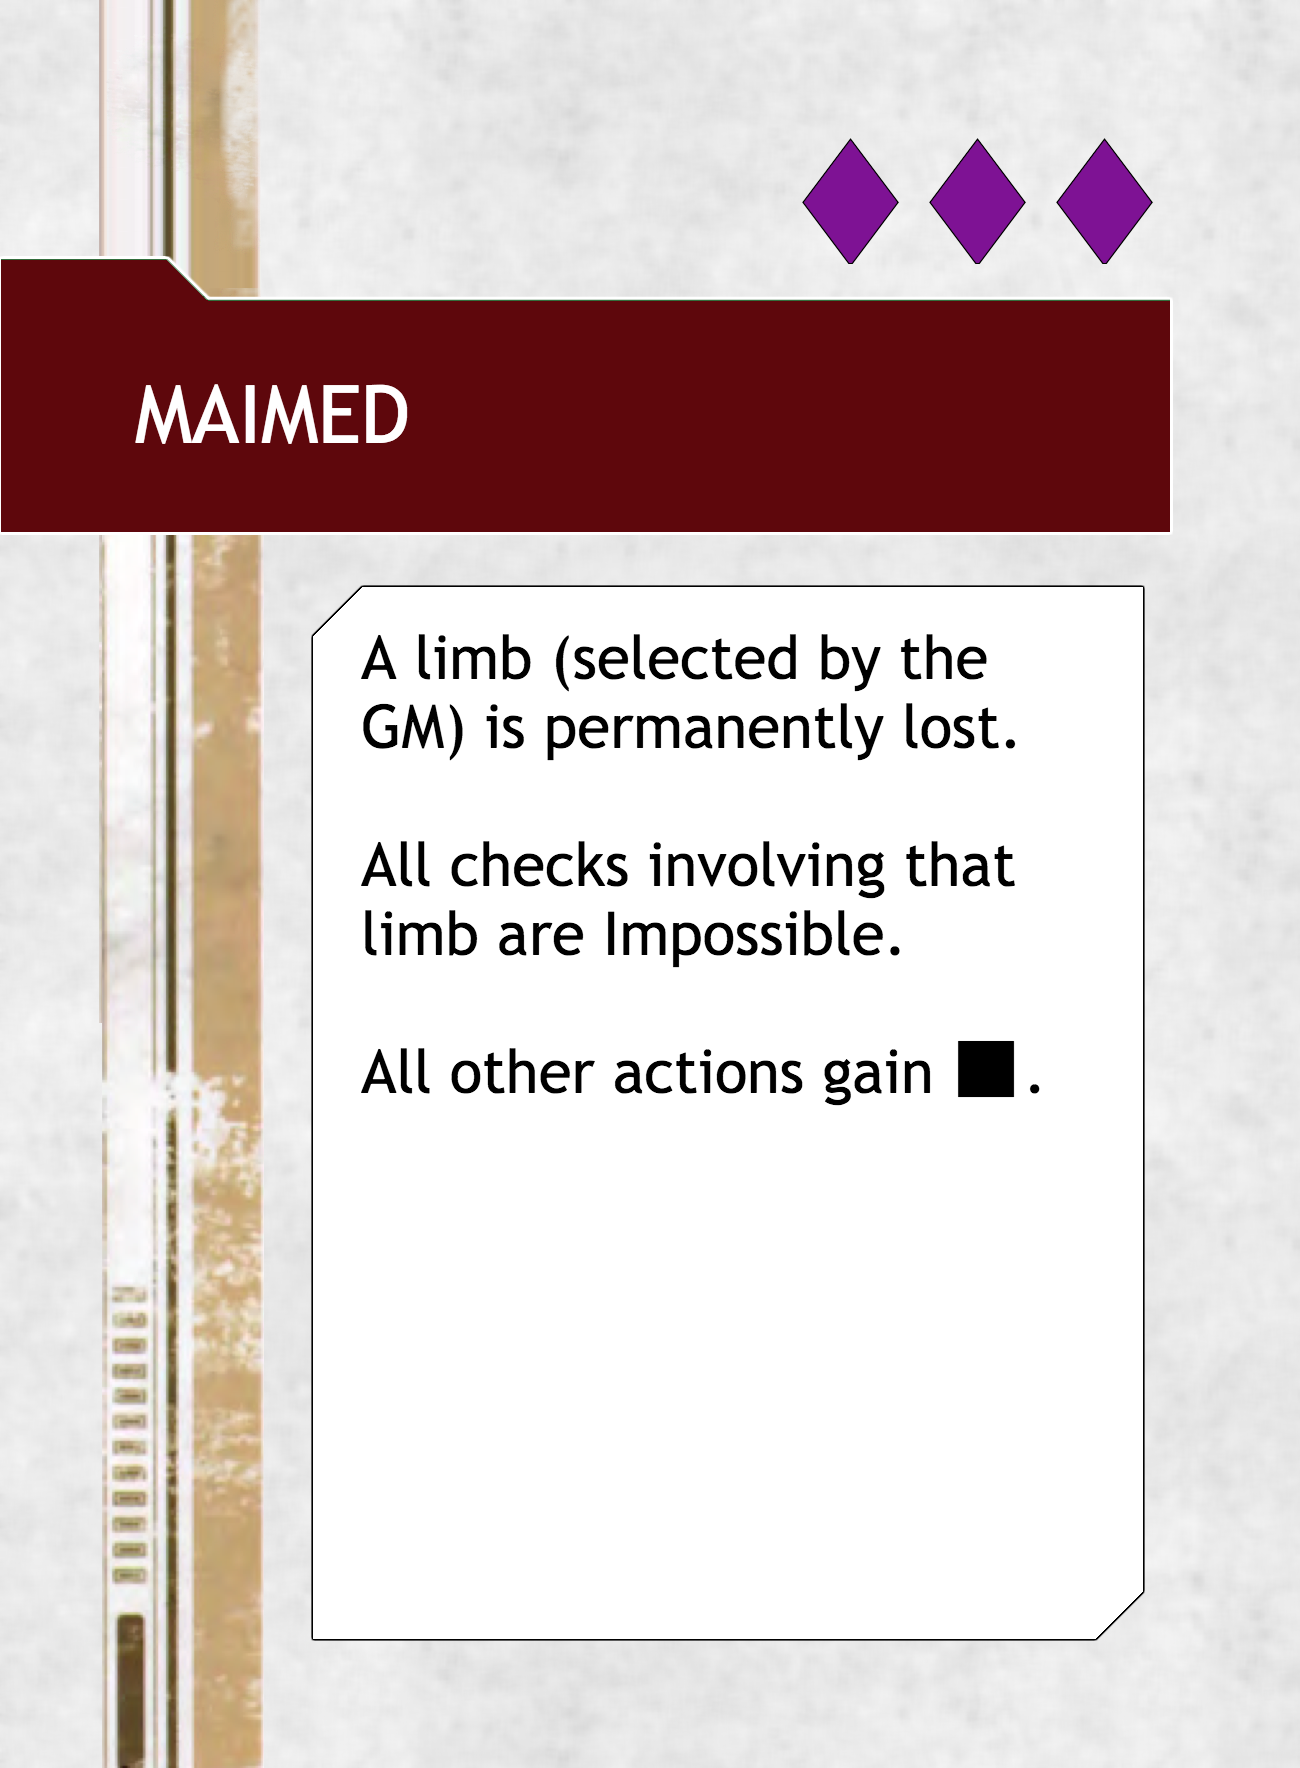 MAIMED
A limb (selected by the
GM) is permanently lost.
All checks involving that
limb are Impossible.
All other actions gain ■.